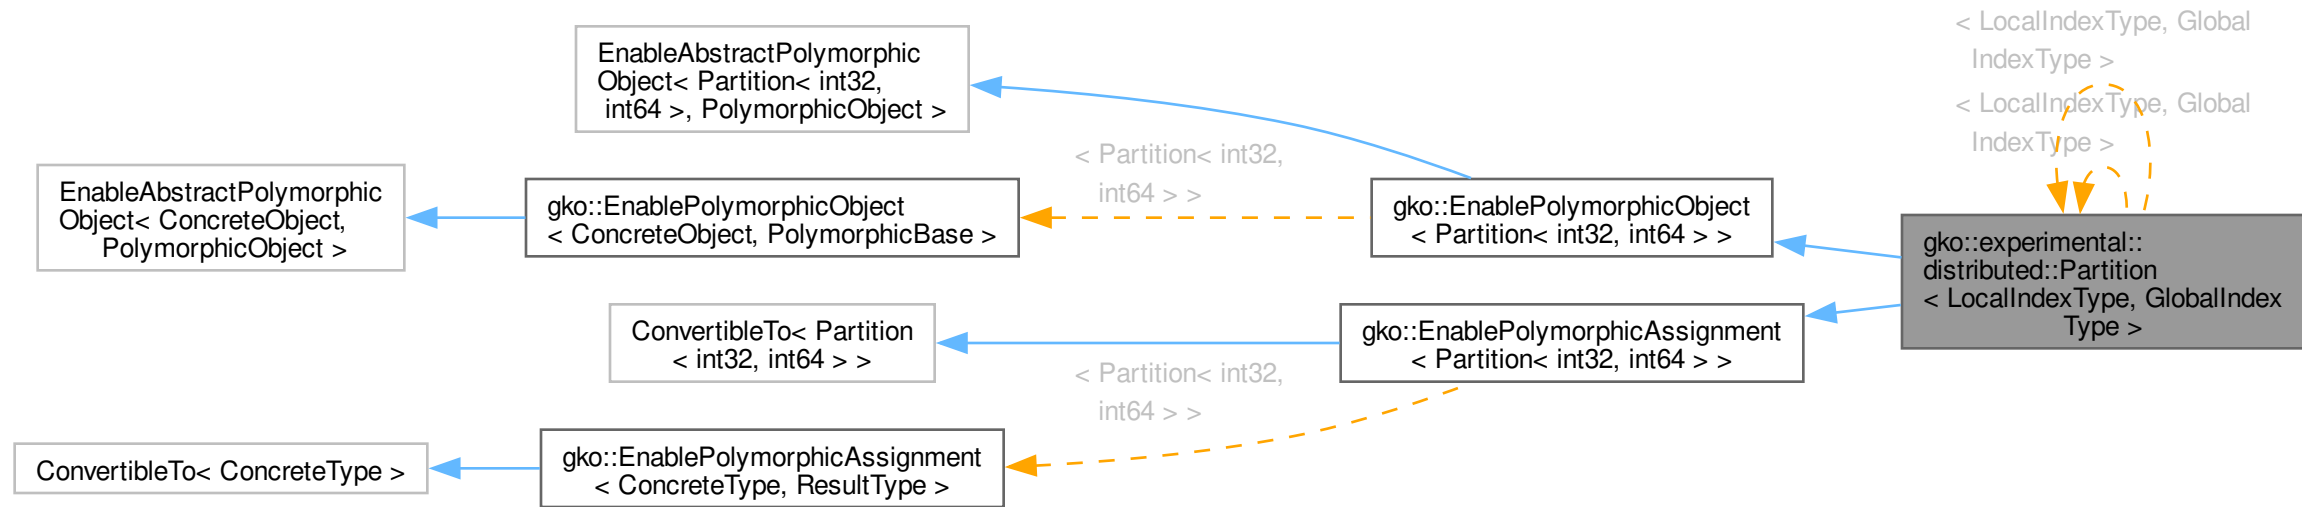 EnableAbstractPolymorphic
Object< Partition< int32,
int64 >, PolymorphicObject >
EnableAbstractPolymorphic
Object< ConcreteObject,
PolymorphicObject >
gko::EnablePolymorphicObject
< ConcreteObject, PolymorphicBase >
< Partition< int32,
int64 > >
gko::EnablePolymorphicObject
< Partition< int32, int64 > >
ConvertibleTo< Partition
< int32, int64 > >
gko::EnablePolymorphicAssignment
< Partition< int32, int64 > >
< Partition< int32,
int64 > >
ConvertibleTo< ConcreteType >
gko::EnablePolymorphicAssignment
< ConcreteType, ResultType >
< LocalIndexType, Global
IndexType >
< LocalIndexType, Global
IndexType >
gko::experimental::
distributed::Partition
< LocalIndexType, GlobalIndex
Type >